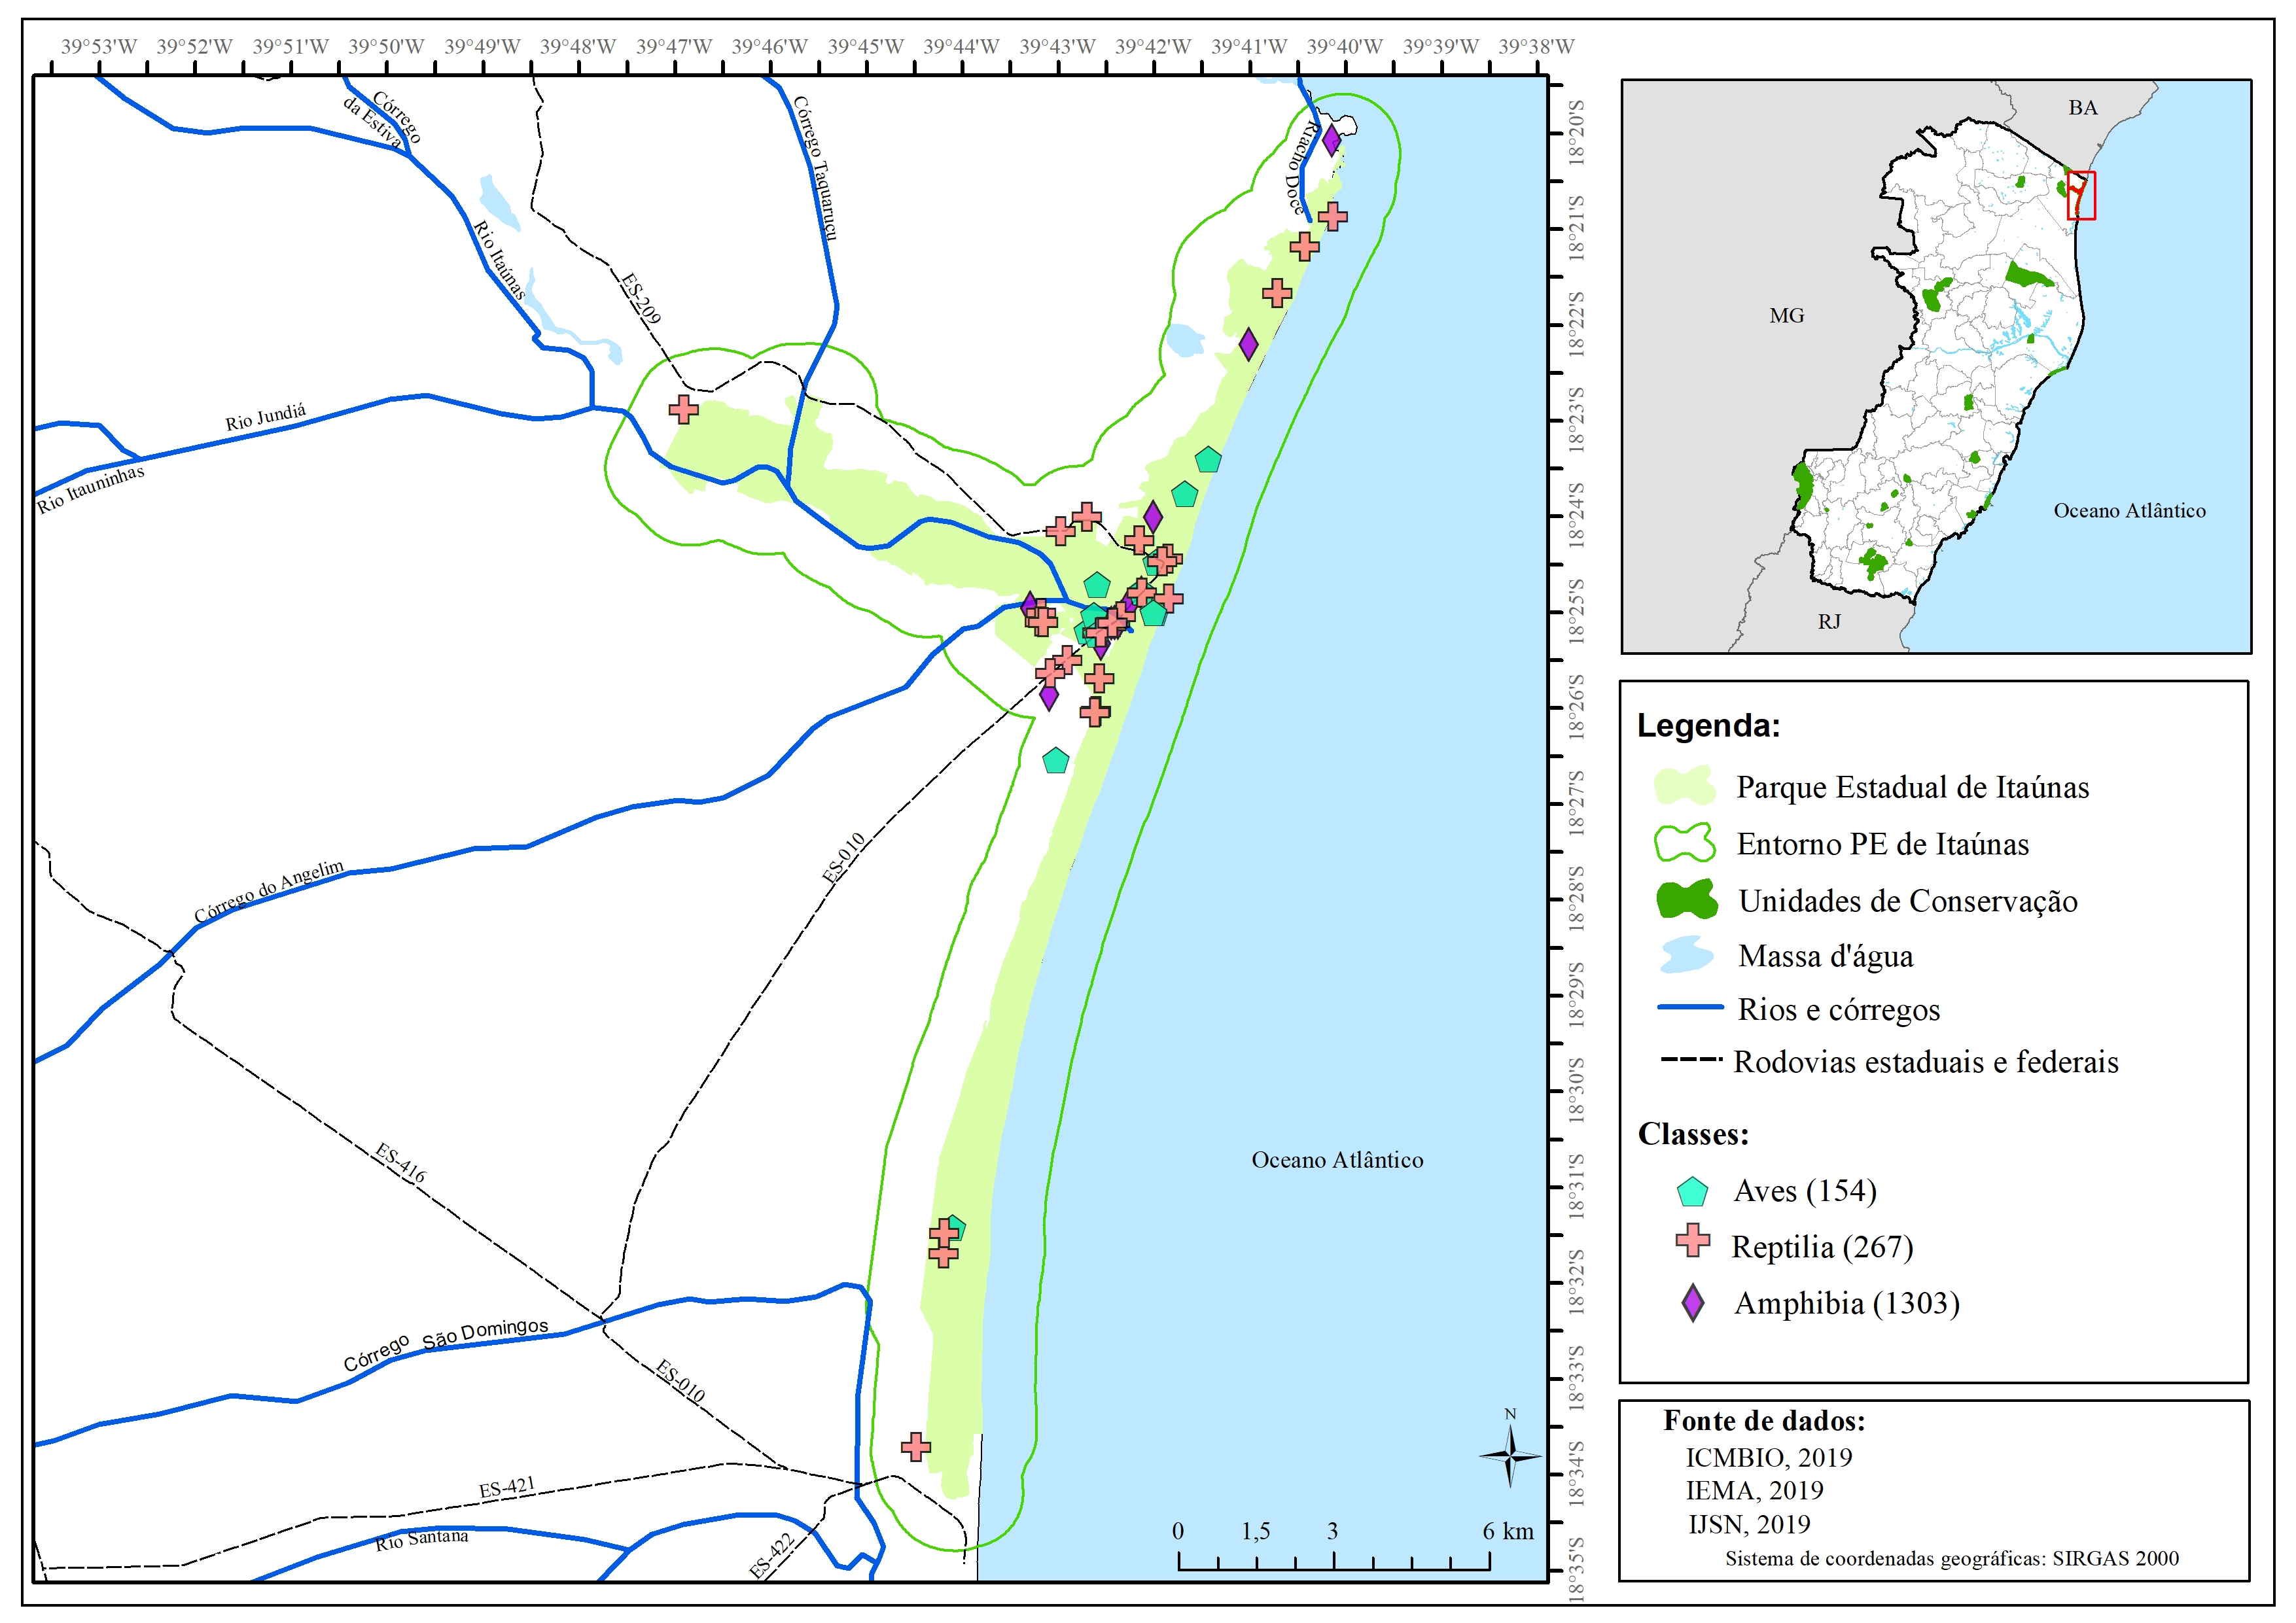 39°53'W 39°52'W 39°51'W 39°50'W 39°49'W 39°48'W 39°47'W 39°46'W 39°45'W 39°44'W 39°43'W 39°42'W 39°41'W 39°40'W 39°39'W 39°38'W
18°20'S
18°21'S
18°22'S
18°23'S
18°24'S
18°25'S
18°26'S
18°27'S
18°28'S
18°29'S
18°30'S
18°31'S
18°32'S
18°33'S
18°34'S
18°35'S
Córrego
da Estiva
Córrego Taquaruçu
Riacho Doce
Rio Itaúnas
ES-209
Rio Jundiá
Rio Itauninhas
ES-010
Córrego do Angelim
ES-416
Oceano Atlântico
Córrego São Domingos
ES-010
ES-421
Rio Santana
ES-422
N
0 1,5 3 6 km
BA
MG
Oceano Atlântico
RJ
Legenda:
Parque Estadual de Itaúnas
Entorno PE de Itaúnas
Unidades de Conservação
Massa d'água
Rios e córregos
Rodovias estaduais e federais
Classes:
Aves (154)
Reptilia (267)
Amphibia (1303)
Fonte de dados:
ICMBIO, 2019
IEMA, 2019
IJSN, 2019
Sistema de coordenadas geográficas: SIRGAS 2000